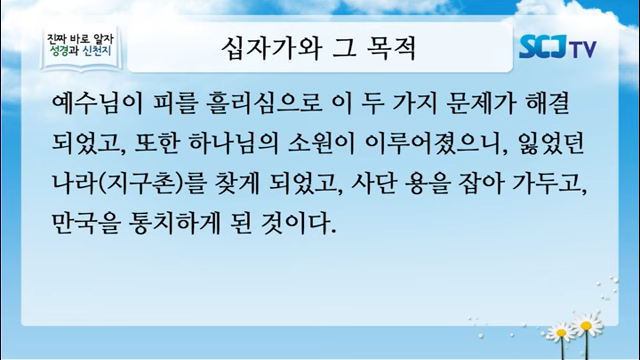 진짜 바로 알자
성경과 신천지
십자가와 그 목적
SCJ TV
예수님이 피를 흘리심으로 이 두 가지 문제가 해결
되었고, 또한 하나님의 소원이 이루어졌으니, 잃었던
나라(지구촌)를 찾게 되었고, 사단 용을 잡아 가두고,
만국을 통치하게 된 것이다.